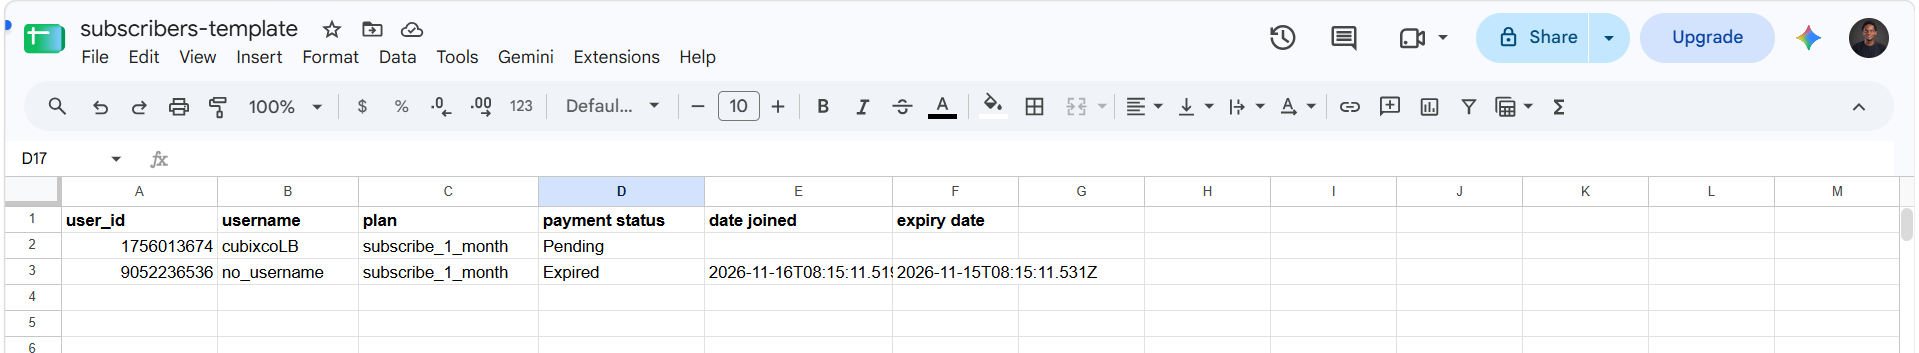 subscribers-template
File Edit View Insert Format Data Tools Gemini Extensions Help
Share
Upgrade
100% $ % .0 .00 123 Defaul... 10 B I S A A Σ
D17 fx
A B C D E F G H I J K L M
1 user_id username plan payment status date joined expiry date
2 1756013674 cubixcoLB subscribe_1_month Pending
3 9052236536 no_username subscribe_1_month Expired 2026-11-16T08:15:11.519 2026-11-15T08:15:11.531Z
4
5
6